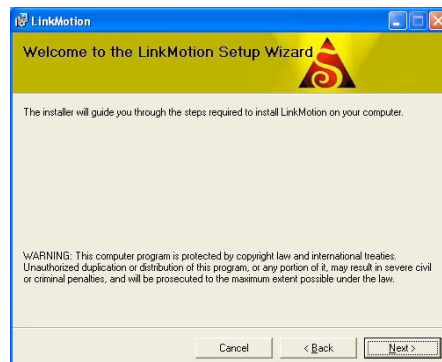 LinkMotion
Welcome to the LinkMotion Setup Wizard
The installer will guide you through the steps required to install LinkMotion on your computer.
WARNING: This computer program is protected by copyright law and international treaties.
Unauthorized duplication or distribution of this program, or any portion of it, may result in severe civil
or criminal penalties, and will be prosecuted to the maximum extent possible under the law.
Cancel < Back Next >